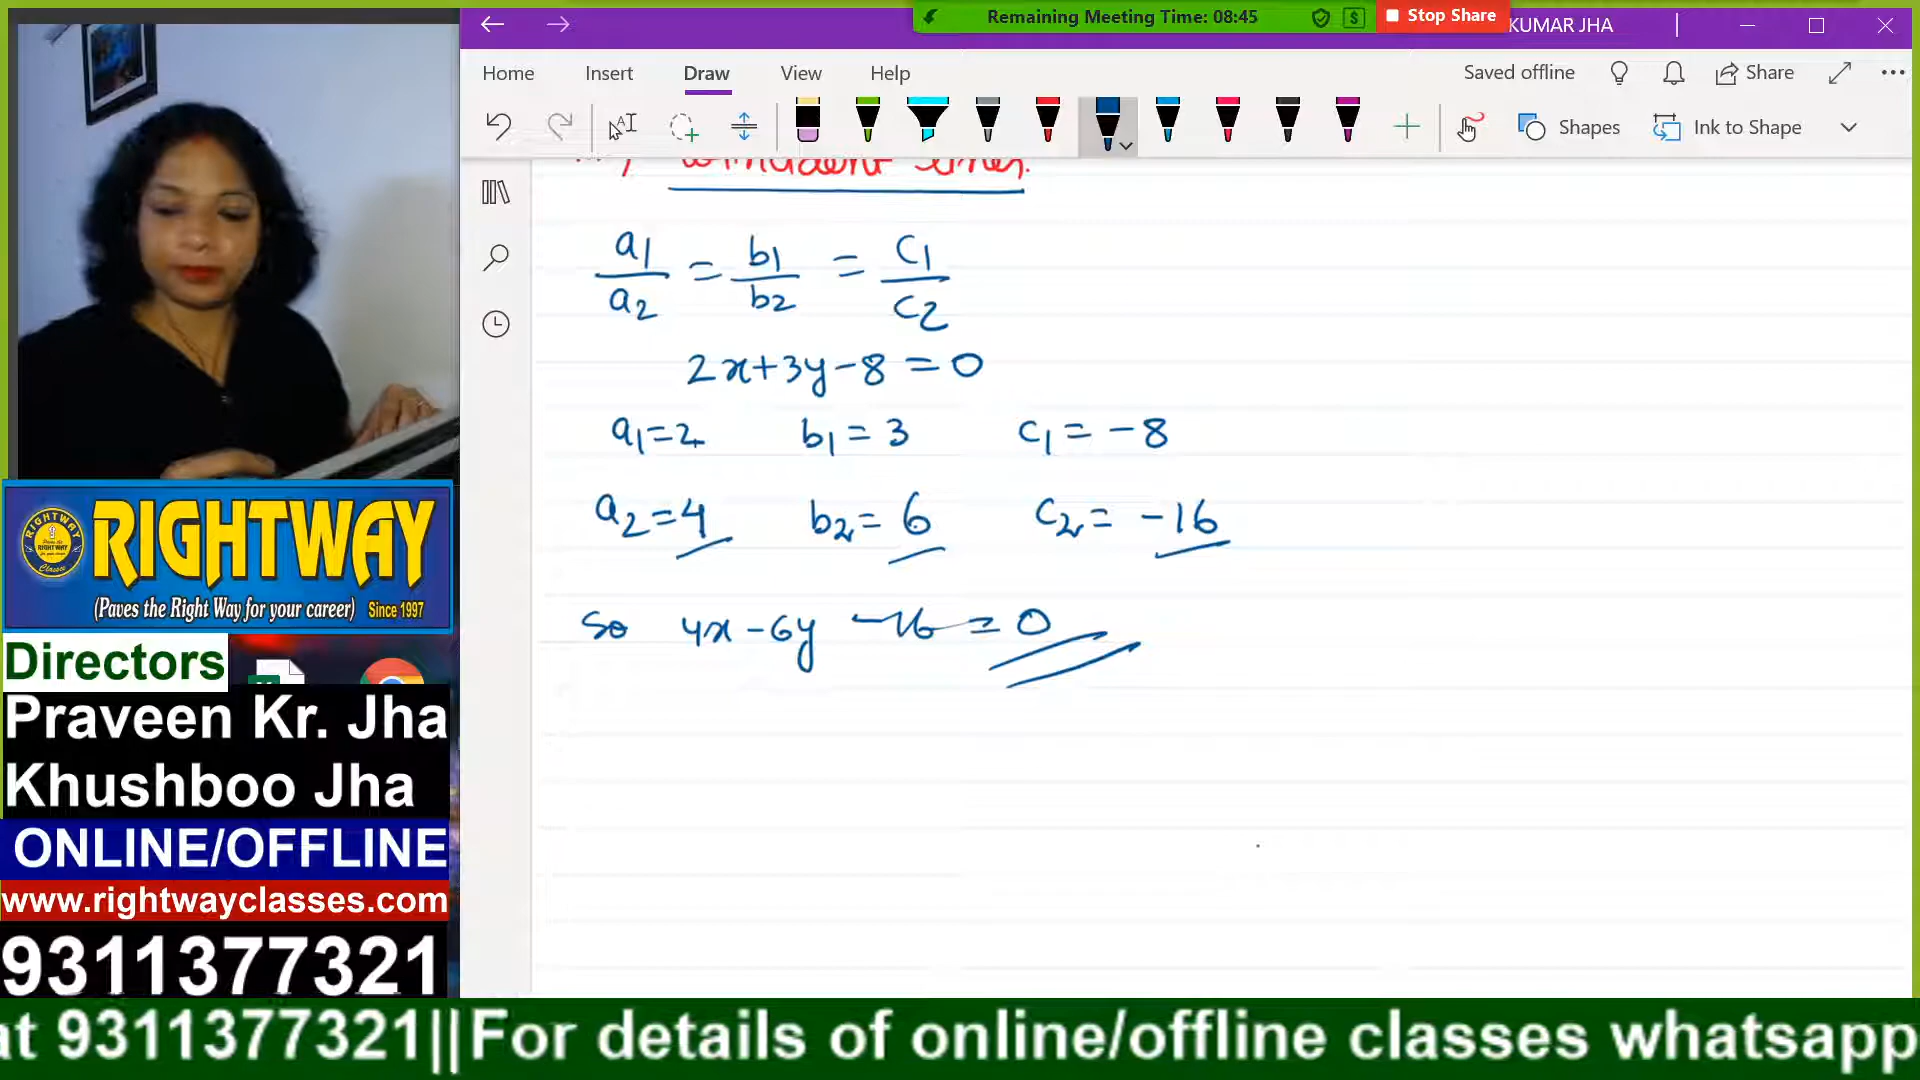 Remaining Meeting Time: 08:45
Stop Share
KUMAR JHA
Home Insert Draw View Help
Saved offline
Share
Shapes
Ink to Shape
a1/a2 = b1/b2 = c1/c2
2x+3y-8 = 0
a1=2 b1=3 c1=-8
a2=4 b2=6 c2=-16
So 4x-6y -16 = 0
RIGHTWAY
RIGHTWAY
(Paves the Right Way for your career) Since 1997
Directors
Praveen Kr. Jha
Khushboo Jha
ONLINE/OFFLINE
www.rightwayclasses.com
9311377321
at 9311377321||For details of online/offline classes whatsapp